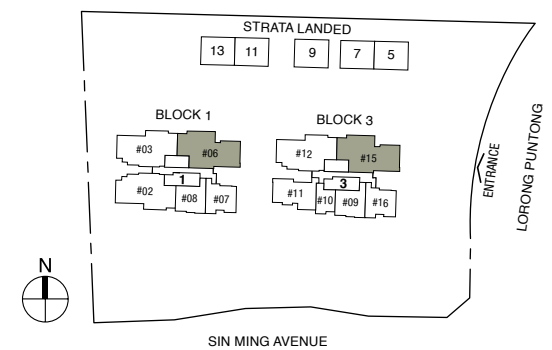 STRATA LANDED
13 11 9 7 5
BLOCK 1
BLOCK 3
#03 #06
#12 #15
1
3
#02 #08 #07
#11 #10 #09 #16
ENTRANCE
LORONG PUNTONG
N
SIN MING AVENUE